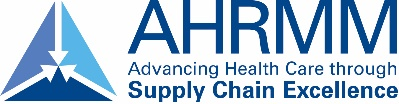 AHRMM
Advancing Health Care through
Supply Chain Excellence